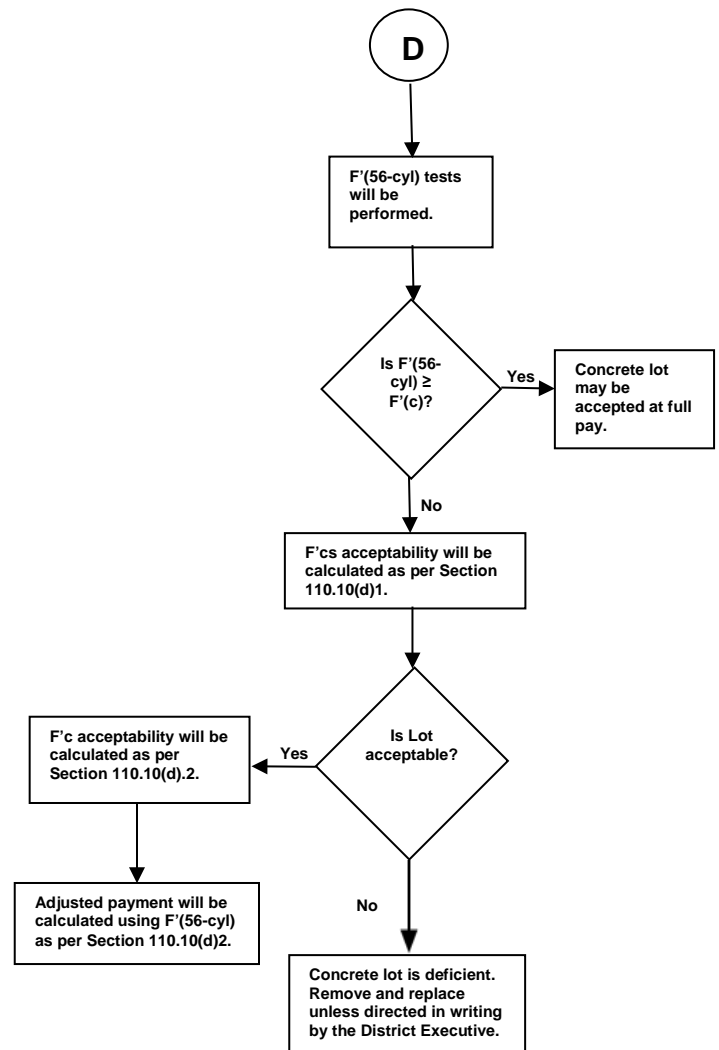 D
F'(56-cyl) tests
will be
performed.
Is F'(56-
cyl) ≥
F'(c)?
Yes
Concrete lot
may be
accepted at full
pay.
No
F'cs acceptability will be
calculated as per Section
110.10(d)1.
Is Lot
acceptable?
Yes
F'c acceptability will be
calculated as per
Section 110.10(d).2.
Adjusted payment will be
calculated using F'(56-cyl)
as per Section 110.10(d)2.
No
Concrete lot is deficient.
Remove and replace
unless directed in writing
by the District Executive.